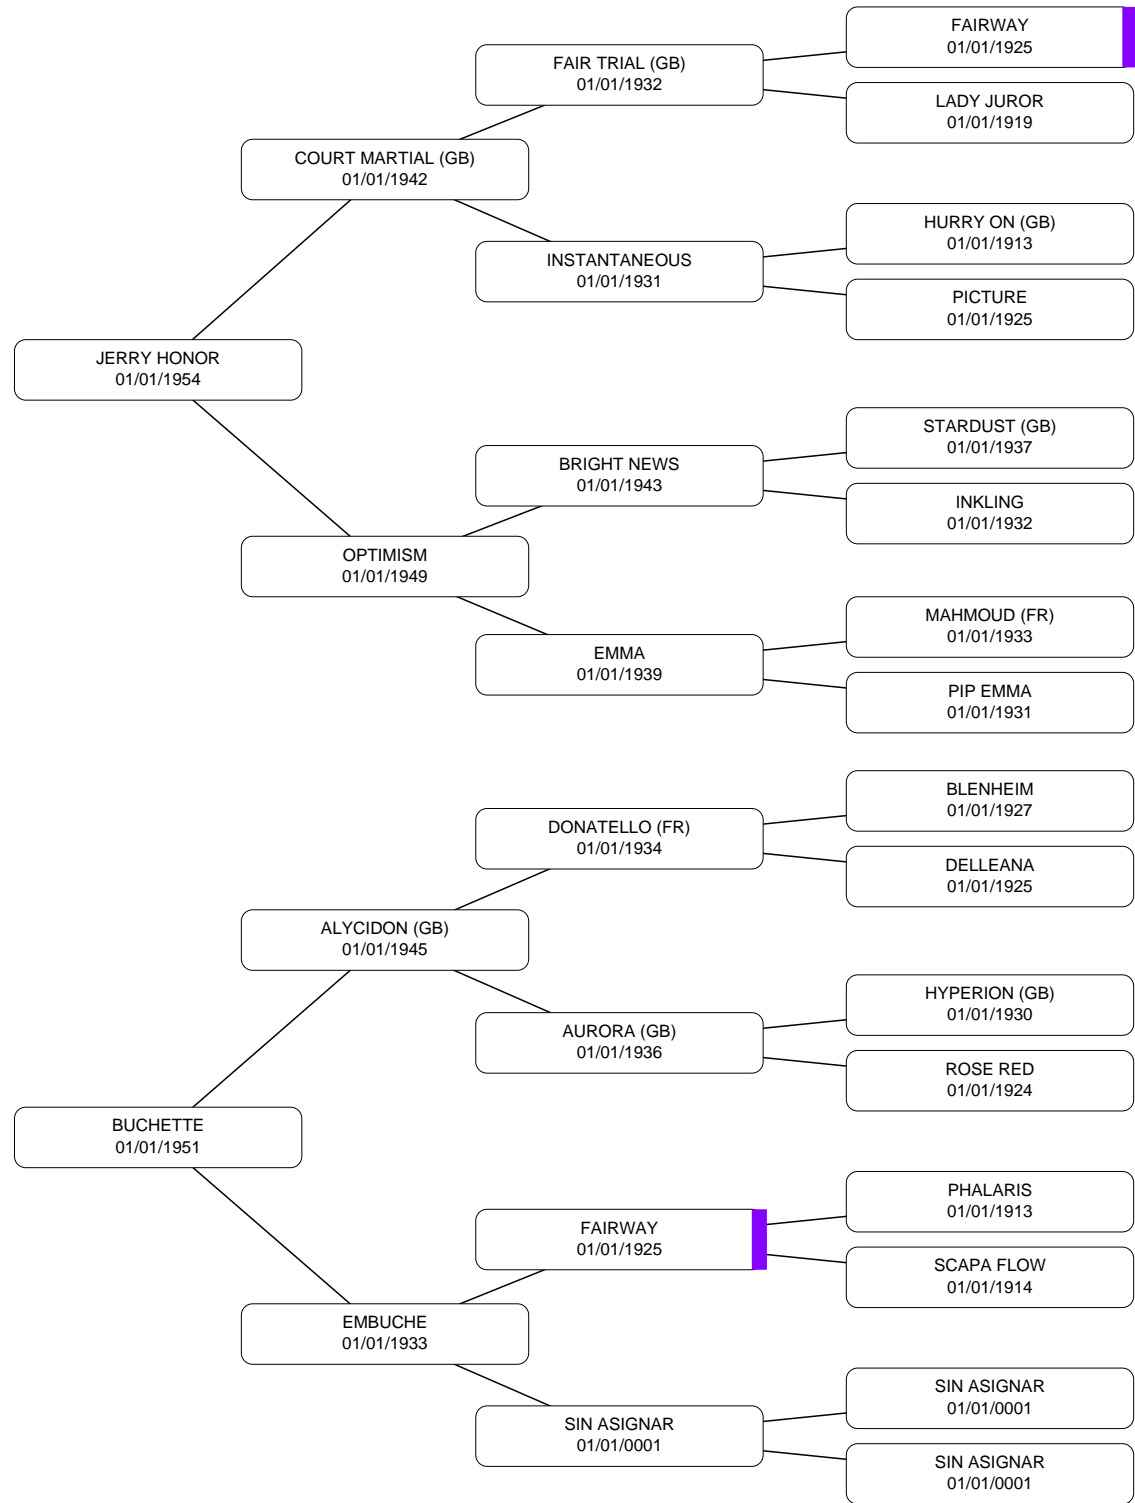 FAIRWAY
01/01/1925
FAIR TRIAL (GB)
01/01/1932
LADY JUROR
01/01/1919
COURT MARTIAL (GB)
01/01/1942
HURRY ON (GB)
01/01/1913
INSTANTANEOUS
01/01/1931
PICTURE
01/01/1925
JERRY HONOR
01/01/1954
STARDUST (GB)
01/01/1937
BRIGHT NEWS
01/01/1943
INKLING
01/01/1932
OPTIMISM
01/01/1949
MAHMOUD (FR)
01/01/1933
EMMA
01/01/1939
PIP EMMA
01/01/1931
BLENHEIM
01/01/1927
DONATELLO (FR)
01/01/1934
DELLEANA
01/01/1925
ALYCIDON (GB)
01/01/1945
HYPERION (GB)
01/01/1930
AURORA (GB)
01/01/1936
ROSE RED
01/01/1924
BUCHETTE
01/01/1951
PHALARIS
01/01/1913
FAIRWAY
01/01/1925
SCAPA FLOW
01/01/1914
EMBUCHE
01/01/1933
SIN ASIGNAR
01/01/0001
SIN ASIGNAR
01/01/0001
SIN ASIGNAR
01/01/0001